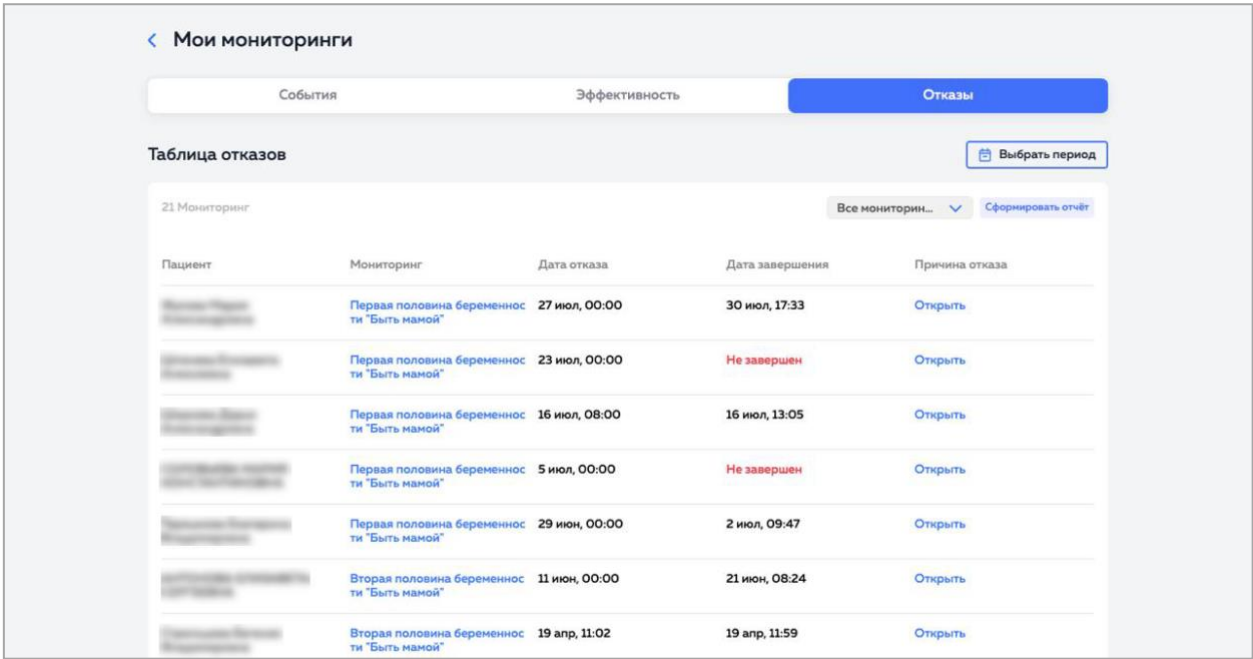 Мои мониторинги
События Эффективность Отказы
Таблица отказов Выбрать период
21 Мониторинг Все мониторин... Сформировать отчёт
Пациент Мониторинг Дата отказа Дата завершения Причина отказа
Первая половина беременнос 27 июл, 00:00 30 июл, 17:33 Открыть
ти "Быть мамой"
Первая половина беременнос 23 июл, 00:00 Не завершен Открыть
ти "Быть мамой"
Первая половина беременнос 16 июл, 08:00 16 июл, 13:05 Открыть
ти "Быть мамой"
Первая половина беременнос 5 июл, 00:00 Не завершен Открыть
ти "Быть мамой"
Первая половина беременнос 29 июн, 00:00 2 июл, 09:47 Открыть
ти "Быть мамой"
Вторая половина беременнос 11 июн, 00:00 21 июн, 08:24 Открыть
ти "Быть мамой"
Вторая половина беременнос 19 апр, 11:02 19 апр, 11:59 Открыть
ти "Быть мамой"